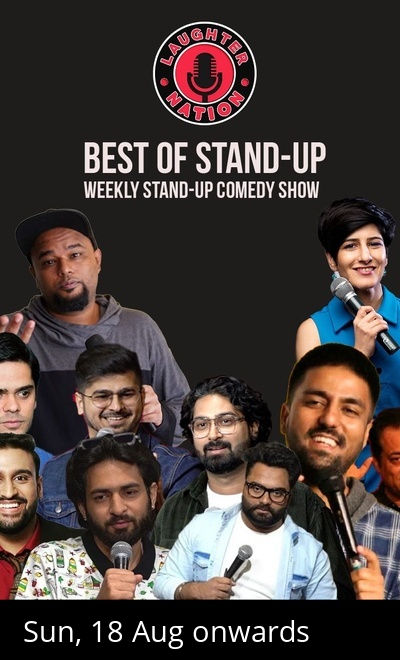 LAUGHTER
NATION
BEST OF STAND-UP
WEEKLY STAND-UP COMEDY SHOW
Sun, 18 Aug onwards